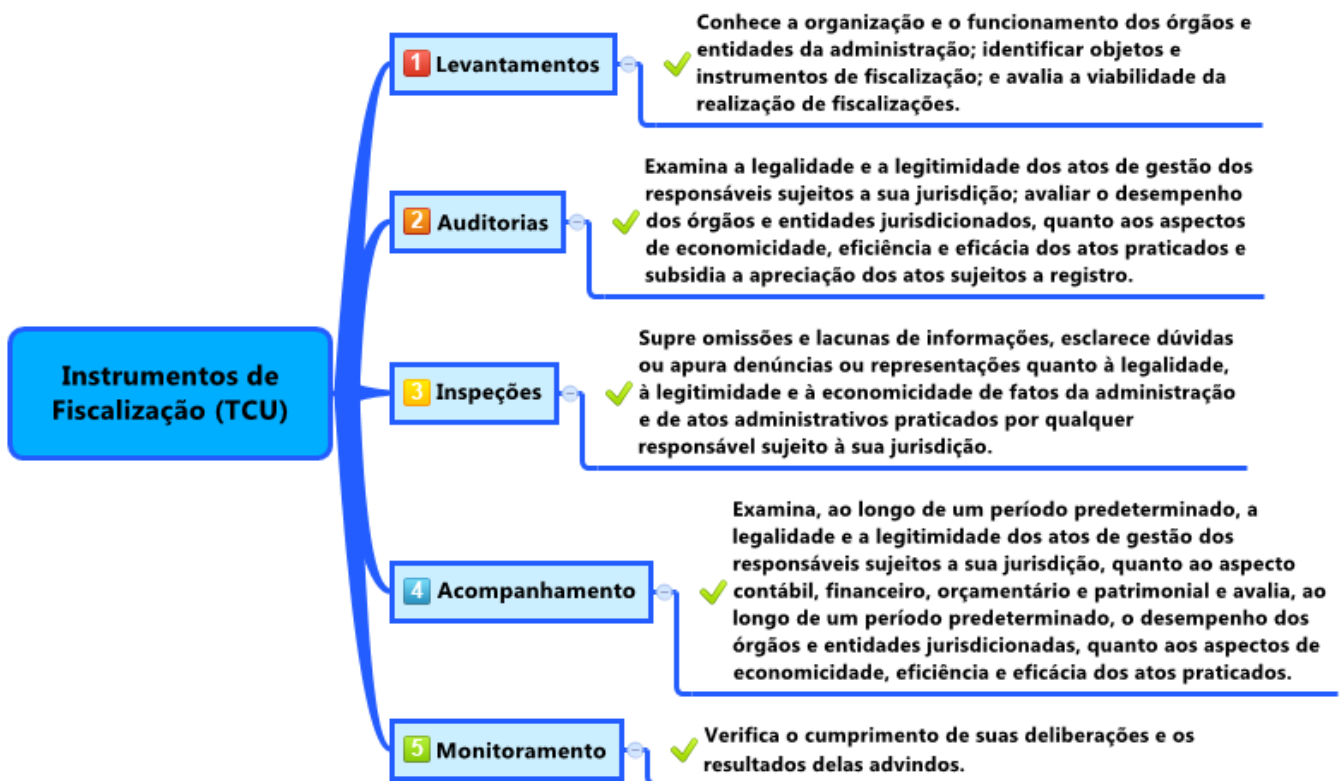 Instrumentos de
Fiscalização (TCU)
1 Levantamentos
Conhece a organização e o funcionamento dos órgãos e
entidades da administração; identificar objetos e
instrumentos de fiscalização; e avalia a viabilidade da
realização de fiscalizações.
2 Auditorias
Examina a legalidade e a legitimidade dos atos de gestão dos
responsáveis sujeitos a sua jurisdição; avaliar o desempenho
dos órgãos e entidades jurisdicionados, quanto aos aspectos
de economicidade, eficiência e eficácia dos atos praticados e
subsidia a apreciação dos atos sujeitos a registro.
3 Inspeções
Supre omissões e lacunas de informações, esclarece dúvidas
ou apura denúncias ou representações quanto à legalidade,
à legitimidade e à economicidade de fatos da administração
e de atos administrativos praticados por qualquer
responsável sujeito à sua jurisdição.
4 Acompanhamento
Examina, ao longo de um período predeterminado, a
legalidade e a legitimidade dos atos de gestão dos
responsáveis sujeitos a sua jurisdição, quanto ao aspecto
contábil, financeiro, orçamentário e patrimonial e avalia, ao
longo de um período predeterminado, o desempenho dos
órgãos e entidades jurisdicionadas, quanto aos aspectos de
economicidade, eficiência e eficácia dos atos praticados.
5 Monitoramento
Verifica o cumprimento de suas deliberações e os
resultados delas advindos.